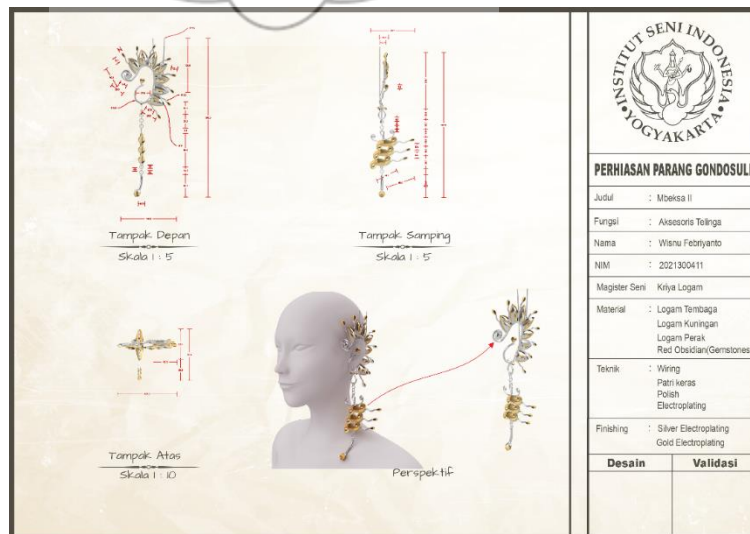 Tampak Depan
Skala 1 : 5
Tampak Samping
Skala 1 : 5
Tampak Atas
Skala 1 : 10
Perspektif
INSTITUT SENI INDONESIA
YOGYAKARTA
PERHIASAN PARANG GONDOSULI
Judul : Mbeksa II
Fungsi : Aksesoris Telinga
Nama : Wisnu Febriyanto
NIM : 2021300411
Magister Seni Kriya Logam
Material : Logam Tembaga
Logam Kuningan
Logam Perak
Red Obsidian(Gemstones
Teknik : Wiring
Patri keras
Polish
Electroplating
Finishing : Silver Electroplating
Gold Electroplating
Desain Validasi